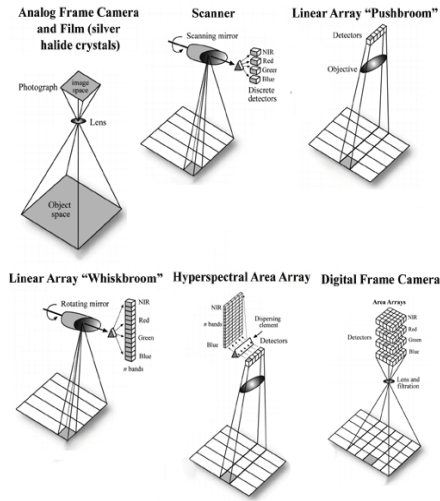 Analog Frame Camera
and Film (silver
halide crystals)
Photograph
image
space
Lens
Object
space
Scanner
Scanning mirror
NIR
Red
Green
Blue
Discrete
detectors
Linear Array "Pushbroom"
Detectors
Objective
Linear Array "Whiskbroom"
Rotating mirror
NIR
Red
Green
Blue
n bands
Hyperspectral Area Array
NIR
n
bands
Blue
Dispersing
element
Detectors
Digital Frame Camera
Area Arrays
NIR
Red
Green
Blue
Detectors
Lens and
filtration